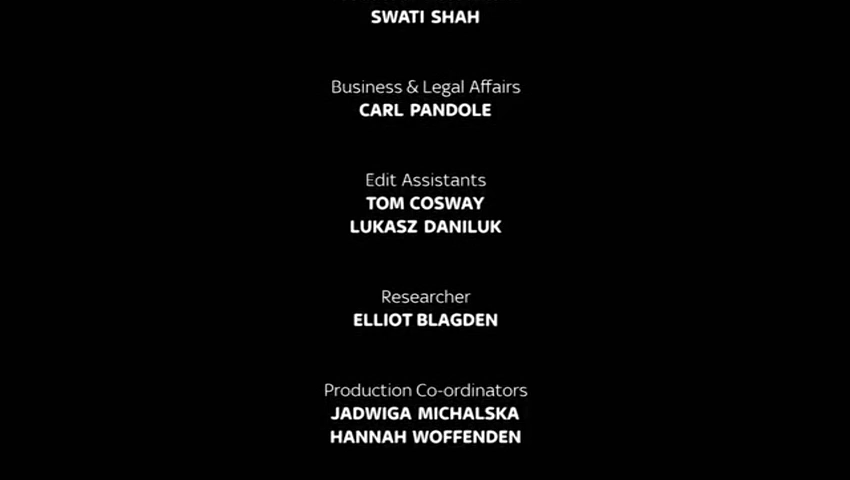 SWATI SHAH
Business & Legal Affairs
CARL PANDOLE
Edit Assistants
TOM COSWAY
LUKASZ DANILUK
Researcher
ELLIOT BLAGDEN
Production Co-ordinators
JADWIGA MICHALSKA
HANNAH WOFFENDEN